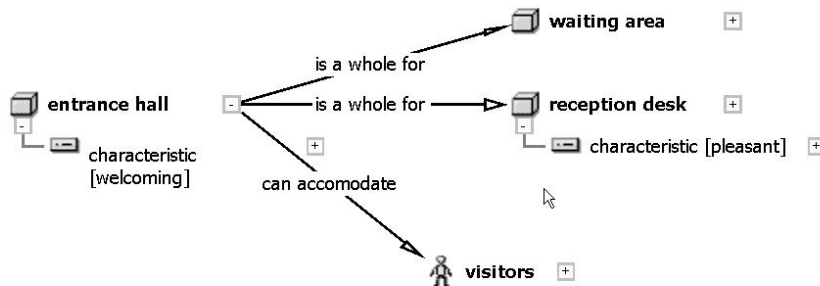 waiting area +
is a whole for
entrance hall - is a whole for reception desk +
- -
characteristic + characteristic [pleasant] +
[welcoming]
can accomodate
visitors +